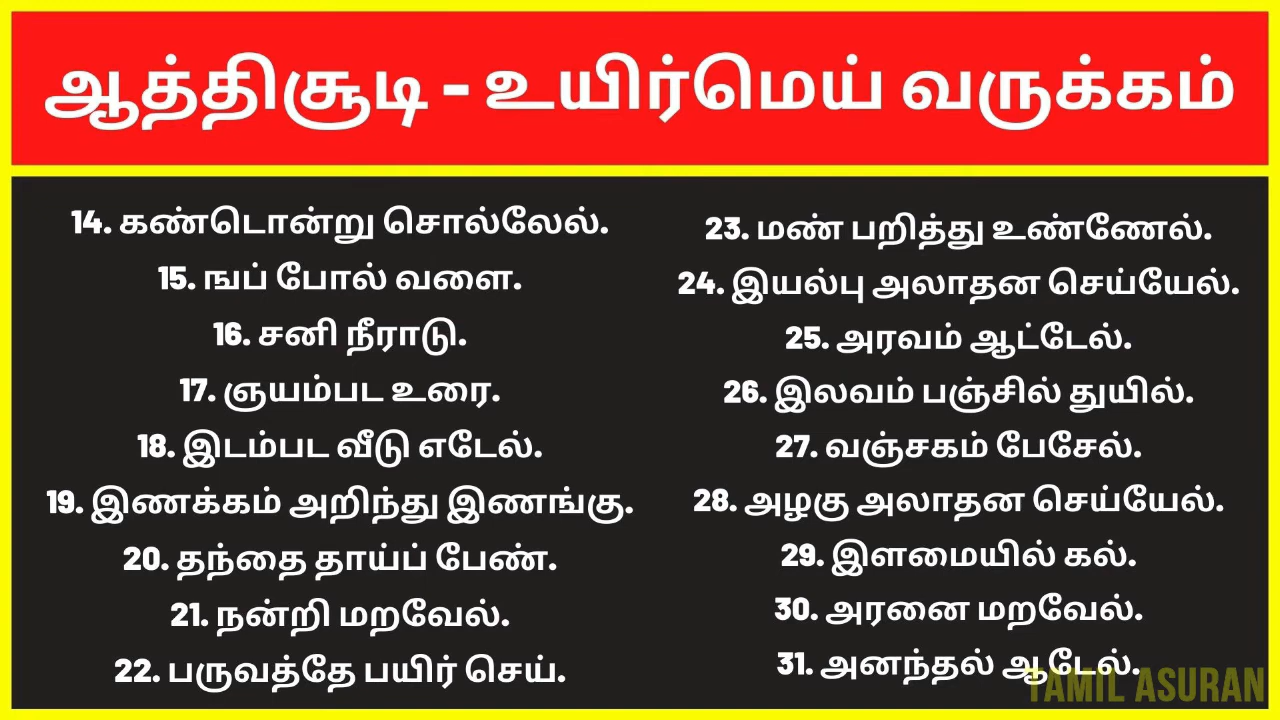 ஆத்திசூடி - உயிர்மெய் வருக்கம்
14. கண்டொன்று சொல்லேல்.
15. ஙப் போல் வளை.
16. சனி நீராடு.
17. ஞயம்பட உரை.
18. இடம்பட வீடு எடேல்.
19. இணக்கம் அறிந்து இணங்கு.
20. தந்தை தாய்ப் பேண்.
21. நன்றி மறவேல்.
22. பருவத்தே பயிர் செய்.
23. மண் பறித்து உண்ணேல்.
24. இயல்பு அலாதன செய்யேல்.
25. அரவம் ஆட்டேல்.
26. இலவம் பஞ்சில் துயில்.
27. வஞ்சகம் பேசேல்.
28. அழகு அலாதன செய்யேல்.
29. இளமையில் கல்.
30. அரனை மறவேல்.
31. அனந்தல் ஆடேல்.
TAMIL ASURAN